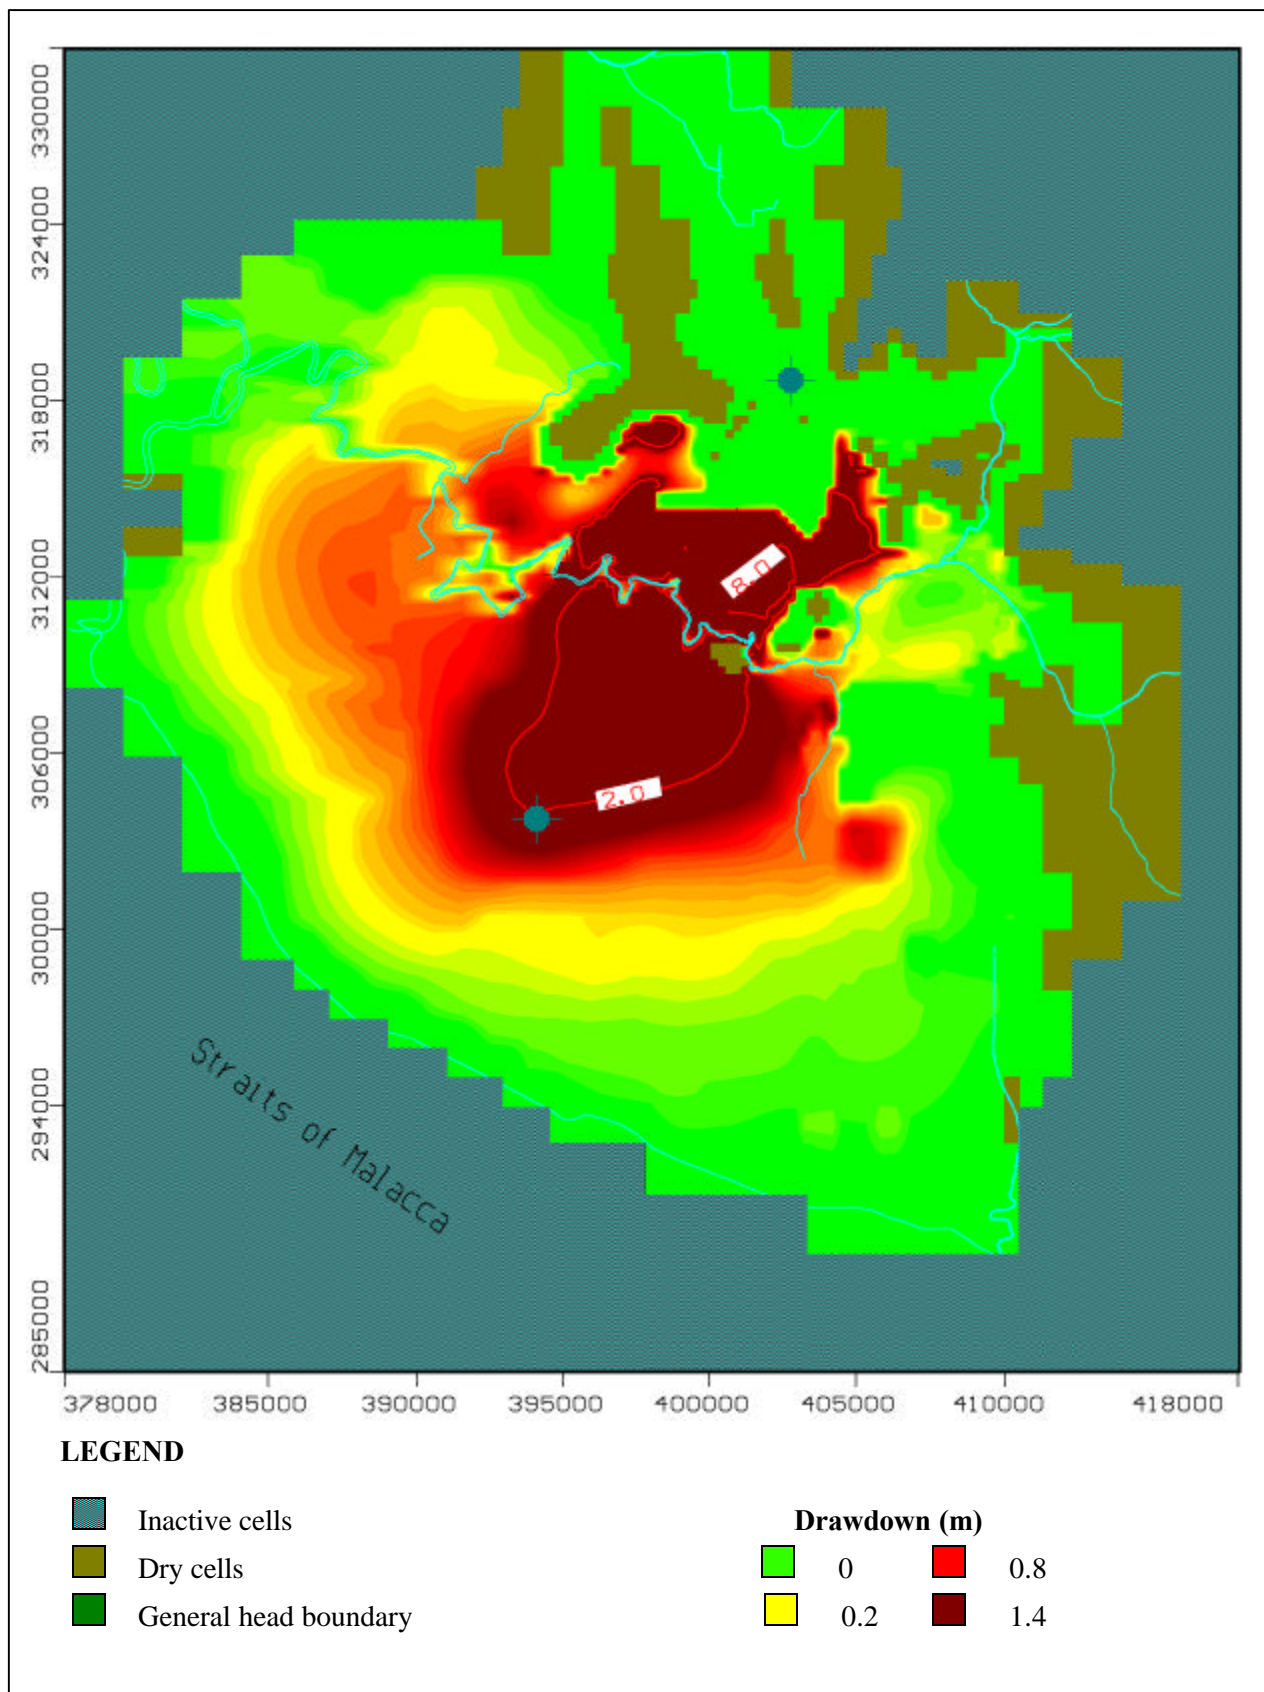 330000
324000
318000
312000
306000
300000
294000
285000
8.0
2.0
Straits of Malacca
378000 385000 390000 395000 400000 405000 410000 418000
LEGEND
Inactive cells
Dry cells
General head boundary
Drawdown (m)
0 0.8
0.2 1.4